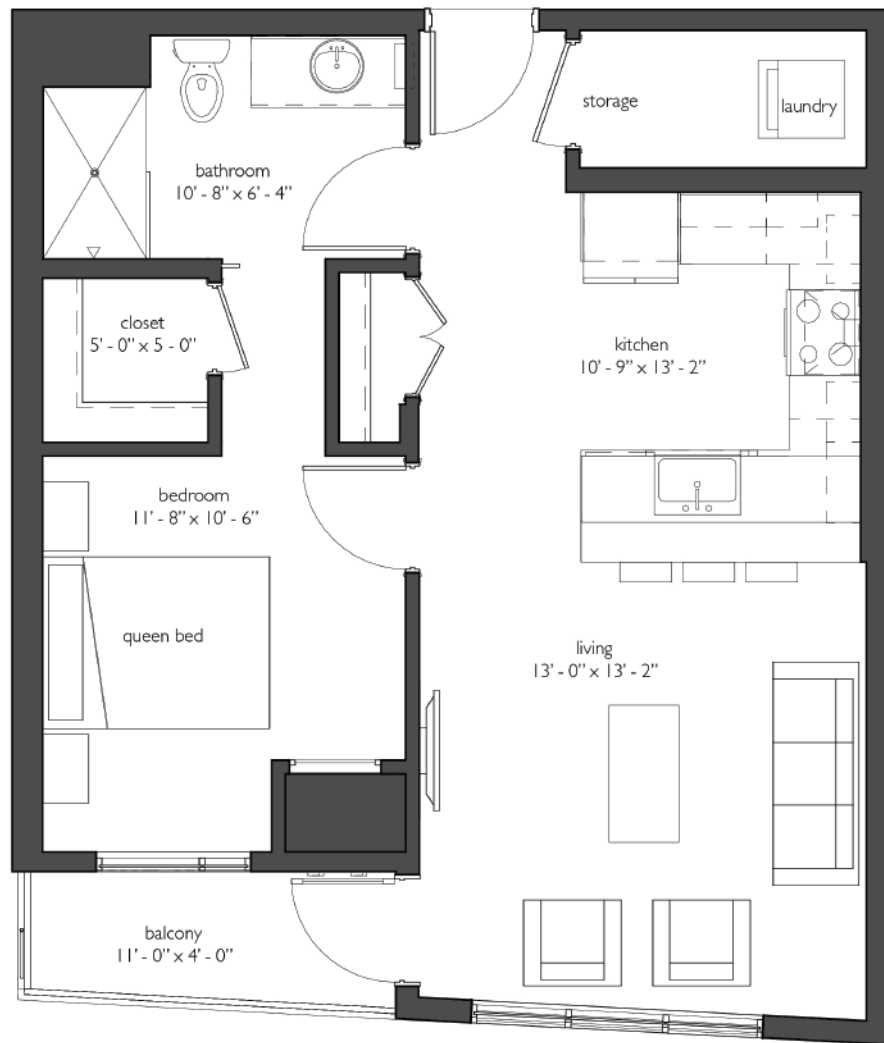 storage
laundry
bathroom
10' - 8" x 6' - 4"
closet
5' - 0" x 5 - 0"
kitchen
10' - 9" x 13' - 2"
bedroom
11' - 8" x 10' - 6"
queen bed
living
13' - 0" x 13' - 2"
balcony
11' - 0" x 4' - 0"